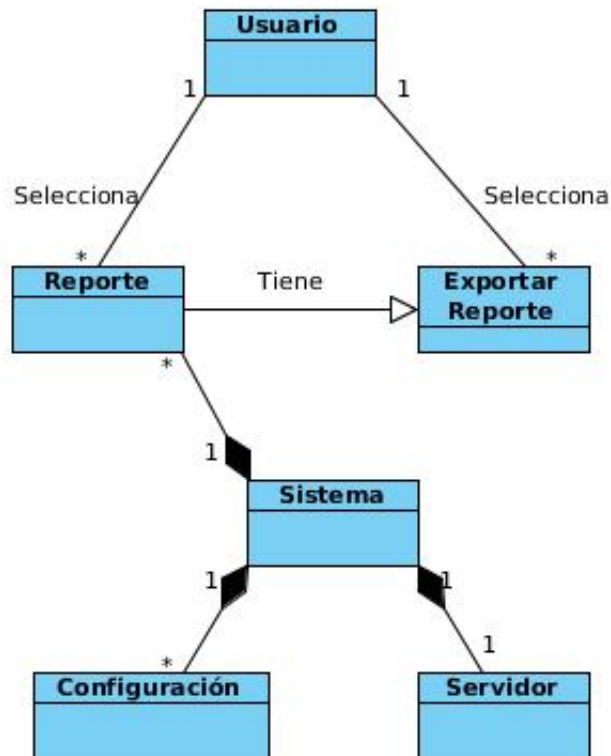 Usuario
1
1
Selecciona
Selecciona
*
*
Reporte
Tiene
Exportar
Reporte
*
1
Sistema
1
1
*
1
Configuración
Servidor